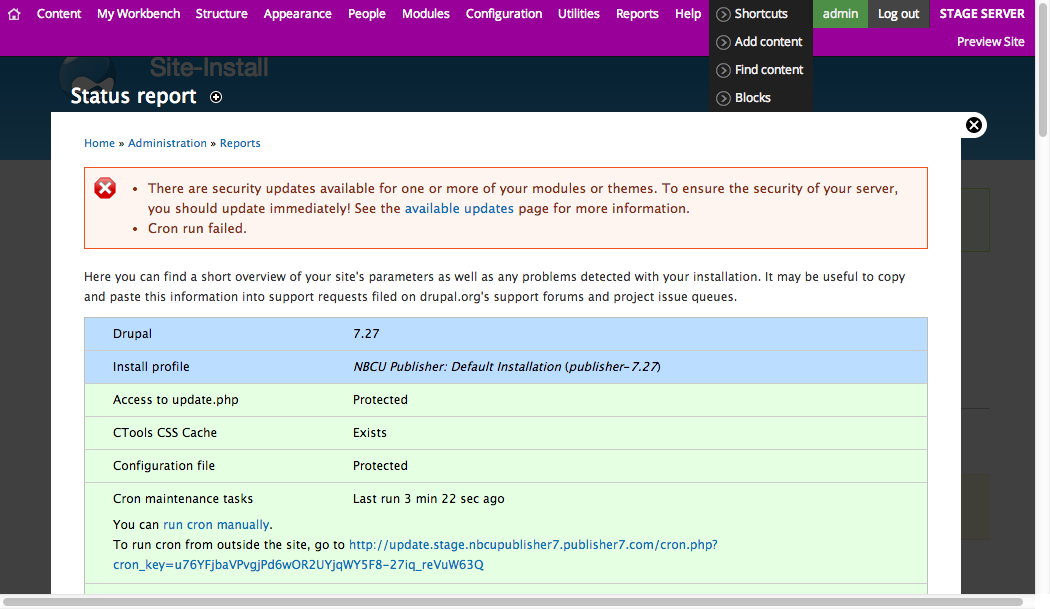 Content My Workbench Structure Appearance People Modules Configuration Utilities Reports Help Shortcuts admin Log out STAGE SERVER
Add content Preview Site
Site-Install
Find content
Status report
Blocks
Home » Administration » Reports
• There are security updates available for one or more of your modules or themes. To ensure the security of your server,
you should update immediately! See the available updates page for more information.
• Cron run failed.
Here you can find a short overview of your site's parameters as well as any problems detected with your installation. It may be useful to copy
and paste this information into support requests filed on drupal.org's support forums and project issue queues.
Drupal 7.27
Install profile NBCU Publisher: Default Installation (publisher-7.27)
Access to update.php Protected
CTools CSS Cache Exists
Configuration file Protected
Cron maintenance tasks Last run 3 min 22 sec ago
You can run cron manually.
To run cron from outside the site, go to http://update.stage.nbcupublisher7.publisher7.com/cron.php?
cron_key=u76YFjbaVPvgjPd6wOR2UYjqWY5F8-27iq_reVuW63Q